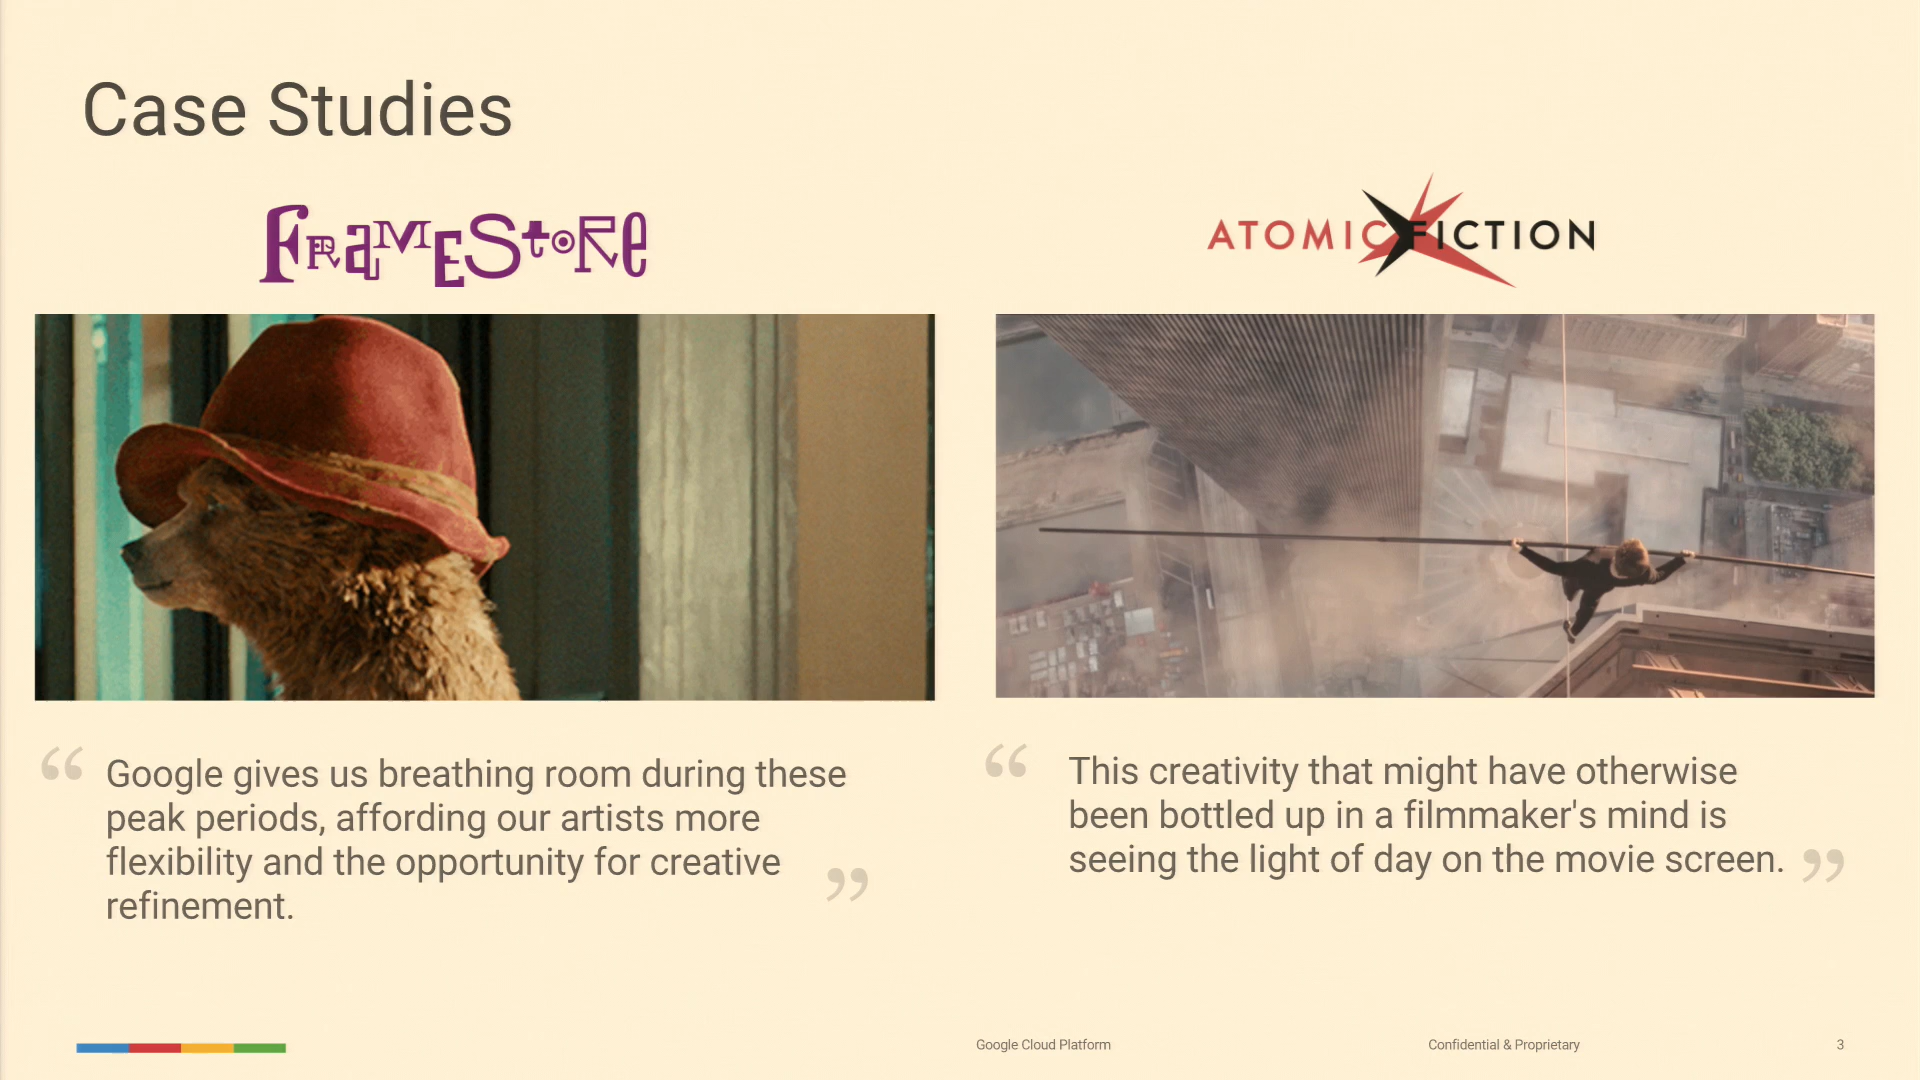 Case Studies
FRAMESTORE
ATOMIC FICTION
“ Google gives us breathing room during these
peak periods, affording our artists more
flexibility and the opportunity for creative
refinement. ”
“ This creativity that might have otherwise
been bottled up in a filmmaker's mind is
seeing the light of day on the movie screen. ”
Google Cloud Platform
Confidential & Proprietary
3